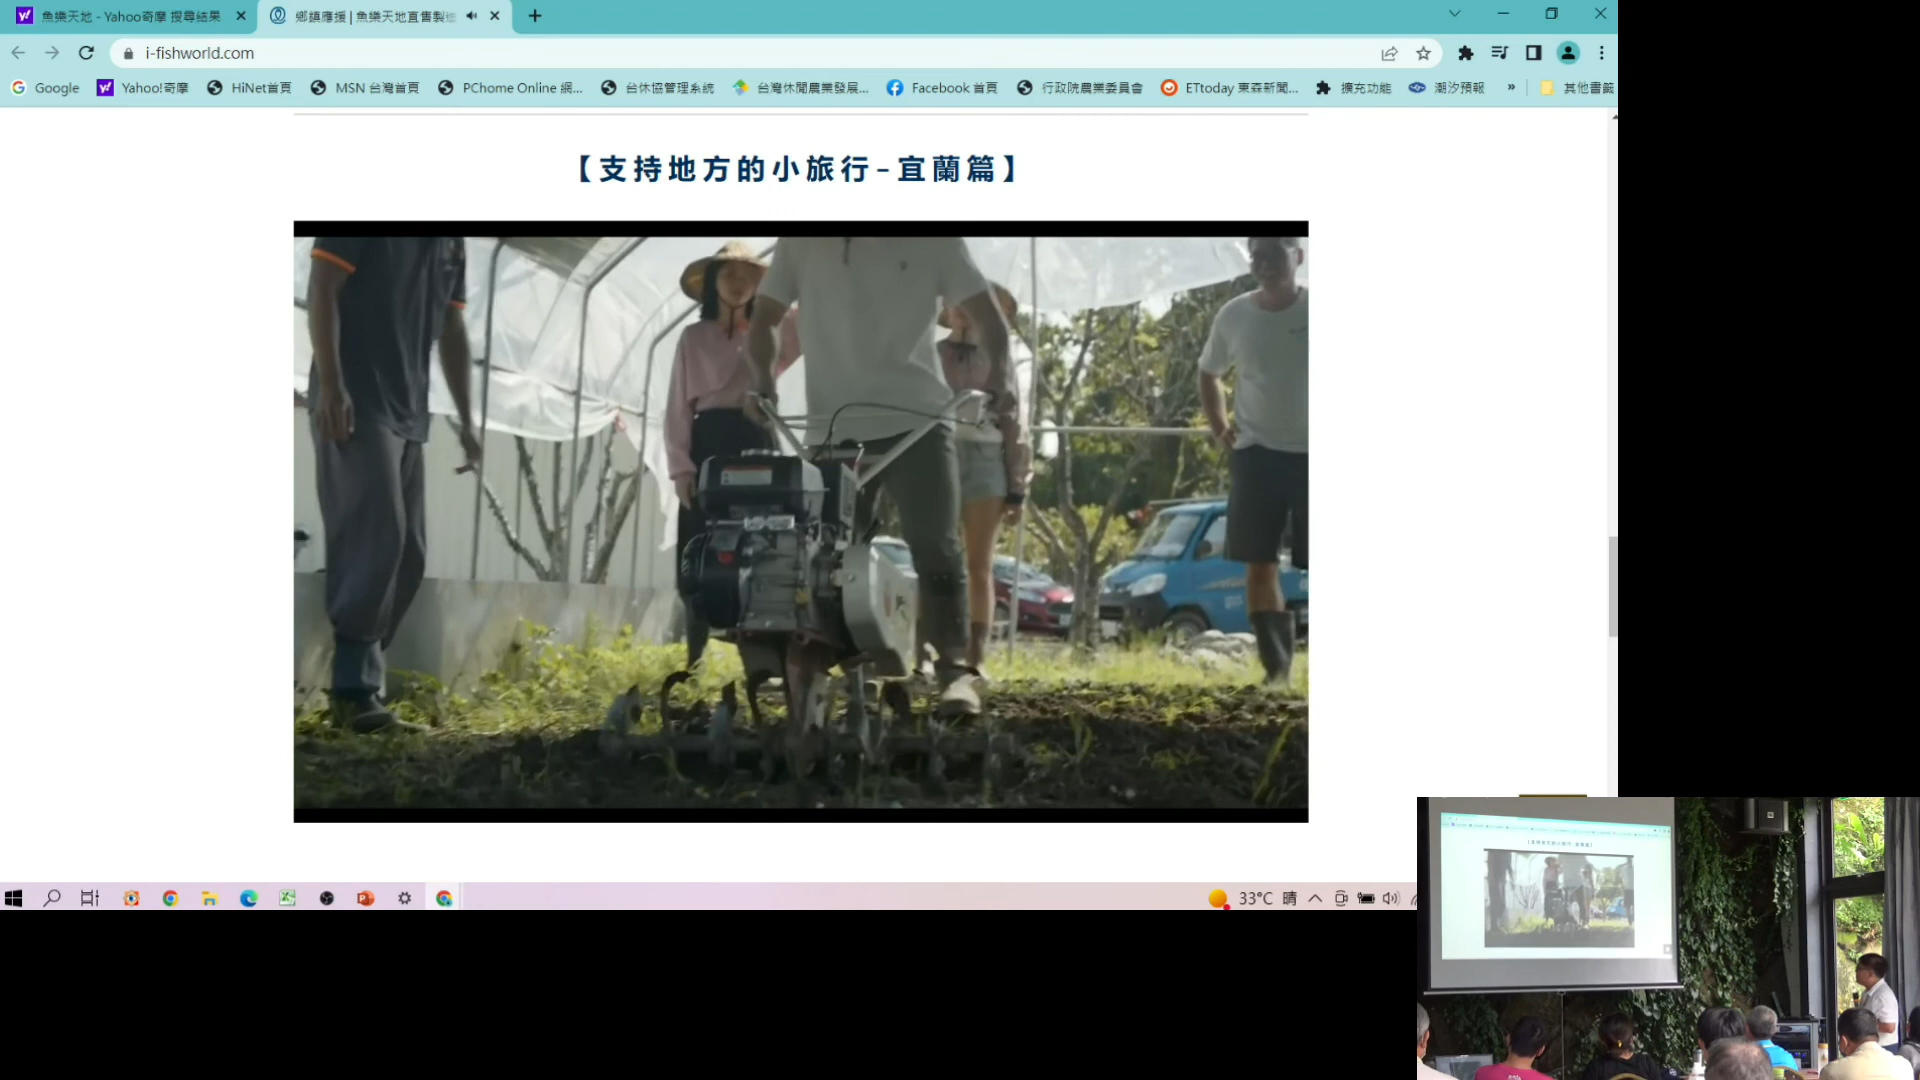 魚樂天地 - Yahoo奇摩 搜尋結果
鄉鎮應援 | 魚樂天地直售製
i-fishworld.com
Google
Yahoo!奇摩
HiNet首頁
MSN 台灣首頁
PChome Online 網...
台休協管理系統
台灣休閒農業發展...
Facebook 首頁
行政院農業委員會
ETtoday 東森新聞...
擴充功能
潮汐預報
»
其他書籤
【支持地方的小旅行-宜蘭篇】
33°C 晴